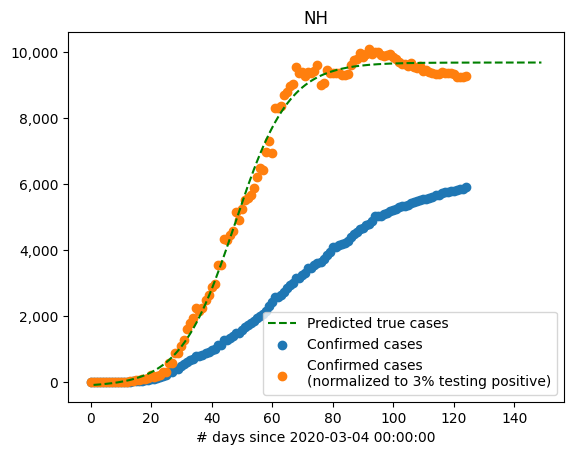 NH
10,000
8,000
6,000
4,000
2,000
0
Predicted true cases
Confirmed cases
Confirmed cases
(normalized to 3% testing positive)
0 20 40 60 80 100 120 140
# days since 2020-03-04 00:00:00